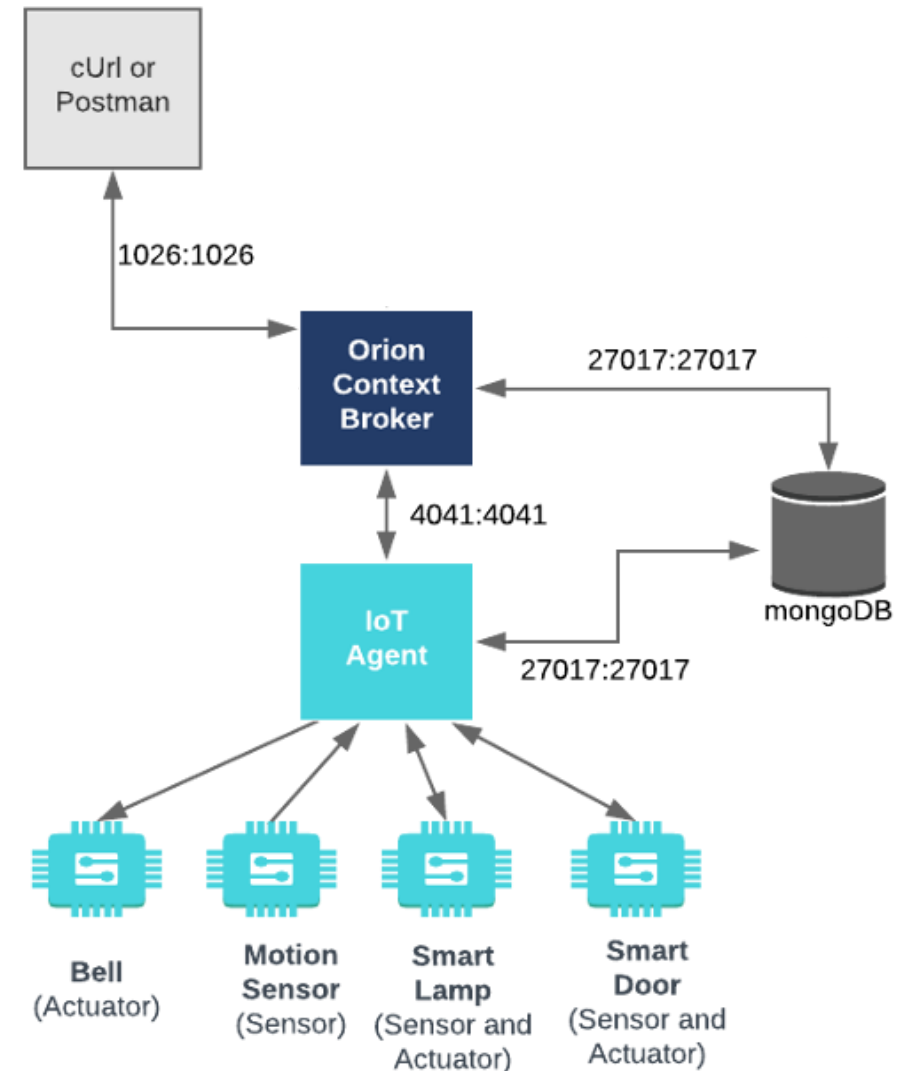 cUrl or
Postman
1026:1026
Orion
Context
Broker
27017:27017
4041:4041
mongoDB
IoT
Agent
27017:27017
Bell
(Actuator)
Motion
Sensor
(Sensor)
Smart
Lamp
(Sensor and
Actuator)
Smart
Door
(Sensor and
Actuator)